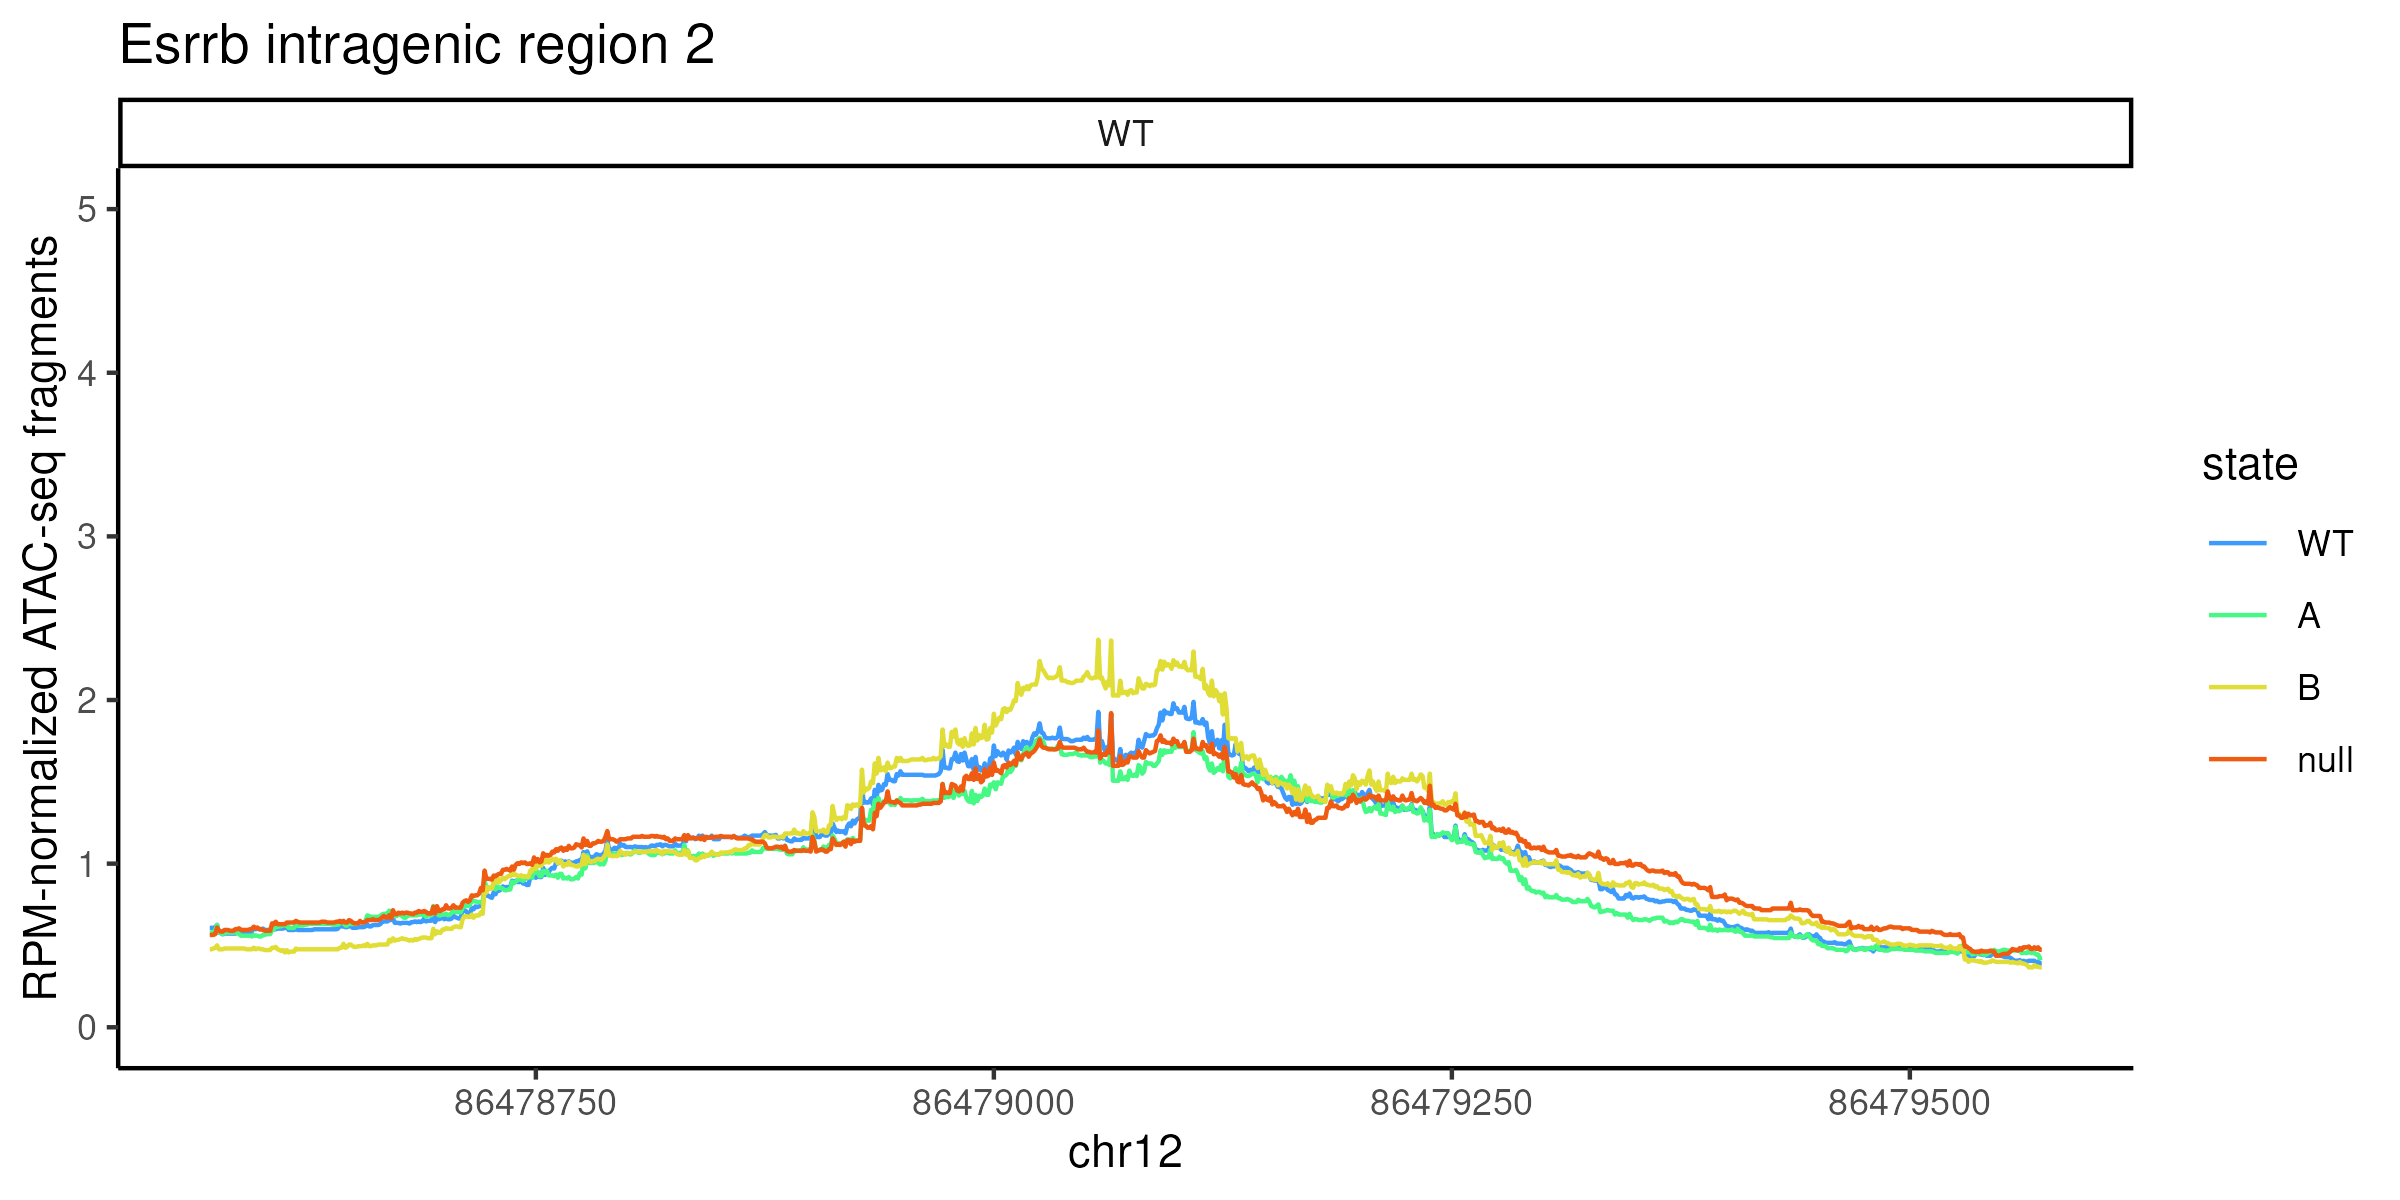 Esrrb intragenic region 2
WT
RPM-normalized ATAC-seq fragments
5
4
3
2
1
0
86478750
86479000
86479250
86479500
chr12
state
WT
A
B
null